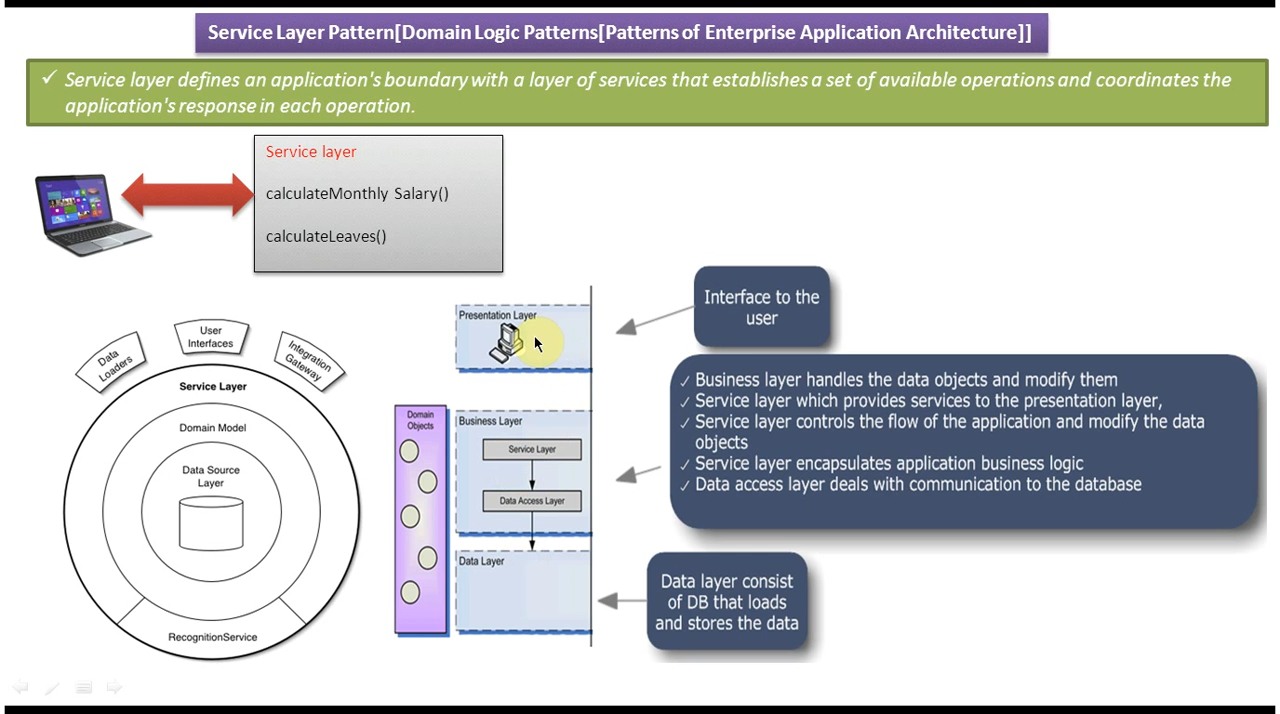 Service Layer Pattern[Domain Logic Patterns[Patterns of Enterprise Application Architecture]]
✓ Service layer defines an application's boundary with a layer of services that establishes a set of available operations and coordinates the
application's response in each operation.
Service layer
calculateMonthly Salary()
calculateLeaves()
Data
Loaders
User
Interfaces
Integration
Gateway
Service Layer
Domain Model
Data Source
Layer
RecognitionService
Presentation Layer
Domain
Objects
Business Layer
Service Layer
Data Access Layer
Data Layer
Interface to the
user
✓ Business layer handles the data objects and modify them
✓ Service layer which provides services to the presentation layer,
✓ Service layer controls the flow of the application and modify the data
objects
✓ Service layer encapsulates application business logic
✓ Data access layer deals with communication to the database
Data layer consist
of DB that loads
and stores the data